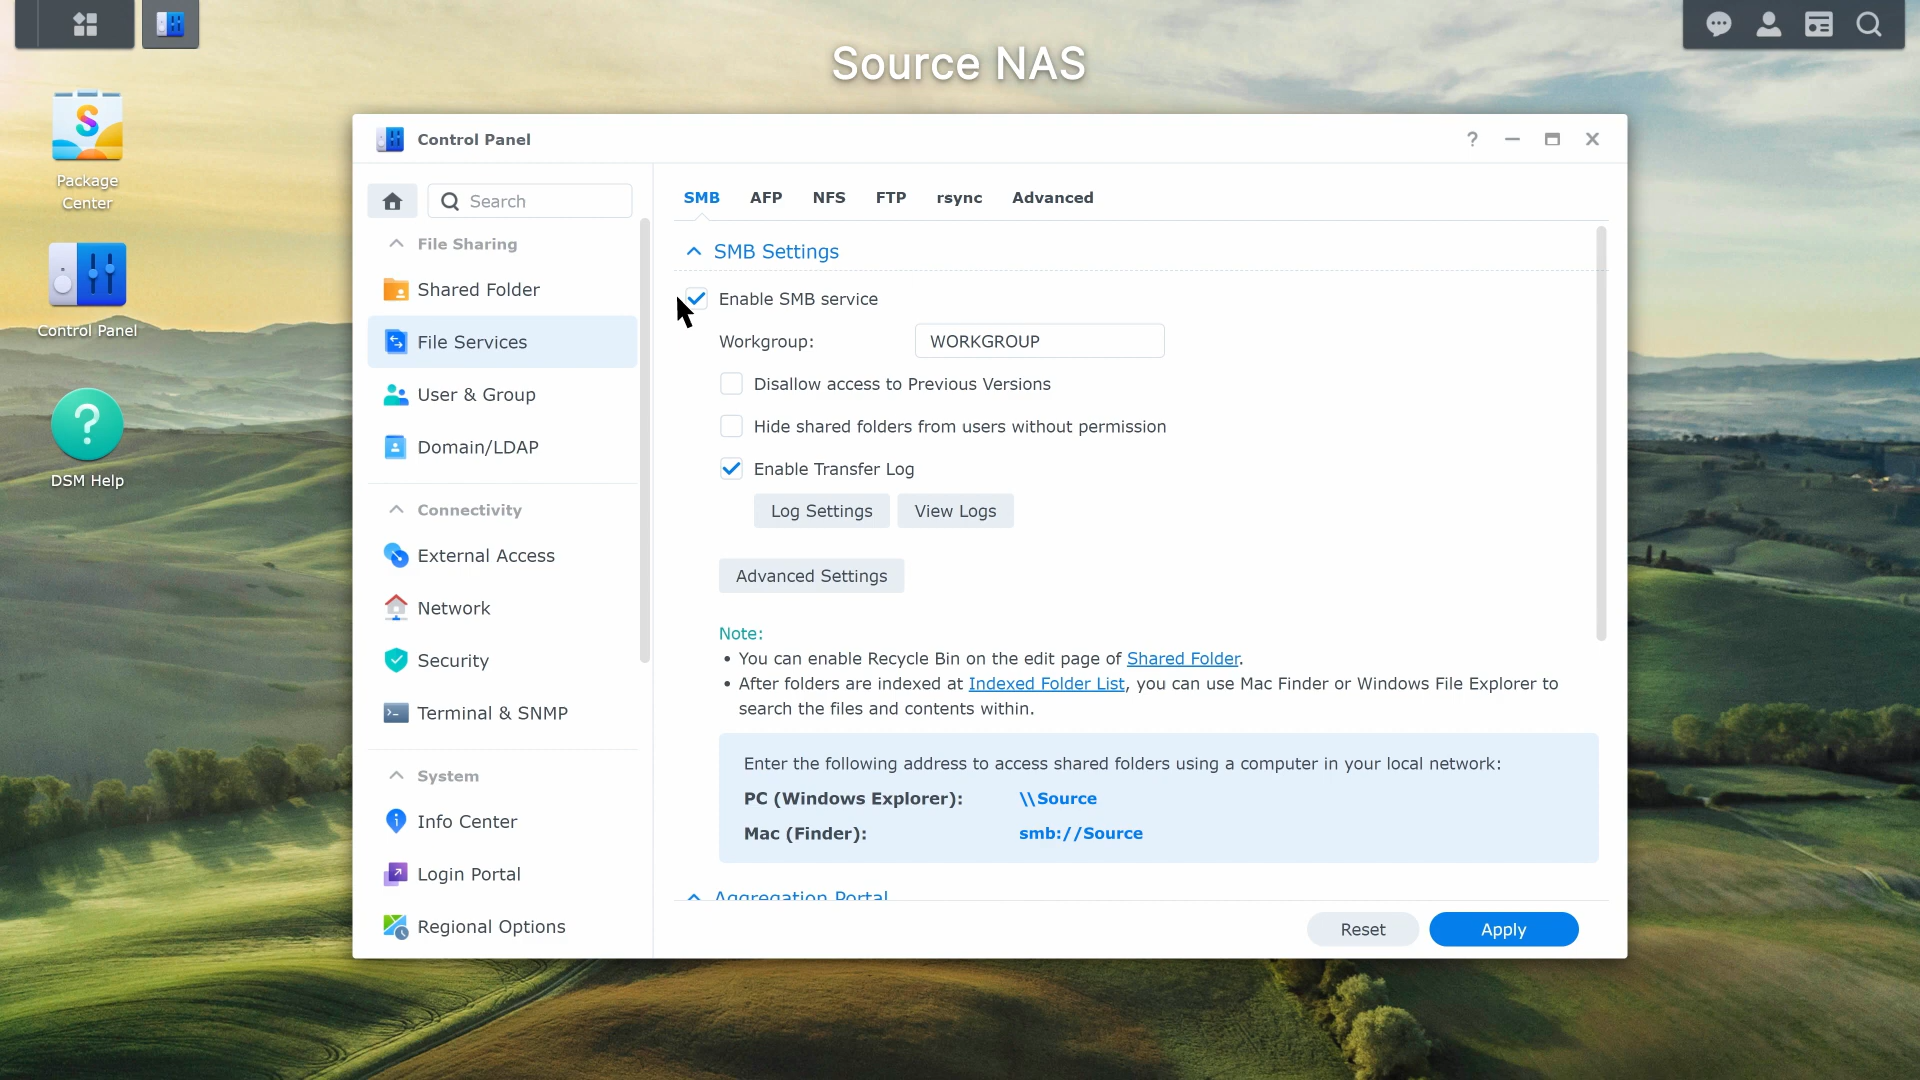 Source NAS
Package
Center
Control Panel
DSM Help
Control Panel
Search
File Sharing
Shared Folder
File Services
User & Group
Domain/LDAP
Connectivity
External Access
Network
Security
Terminal & SNMP
System
Info Center
Login Portal
Regional Options
SMB AFP NFS FTP rsync Advanced
SMB Settings
Enable SMB service
Workgroup: WORKGROUP
Disallow access to Previous Versions
Hide shared folders from users without permission
Enable Transfer Log
Log Settings View Logs
Advanced Settings
Note:
• You can enable Recycle Bin on the edit page of Shared Folder.
• After folders are indexed at Indexed Folder List, you can use Mac Finder or Windows File Explorer to
search the files and contents within.
Enter the following address to access shared folders using a computer in your local network:
PC (Windows Explorer): \\Source
Mac (Finder): smb://Source
Aggregation Portal
Reset Apply